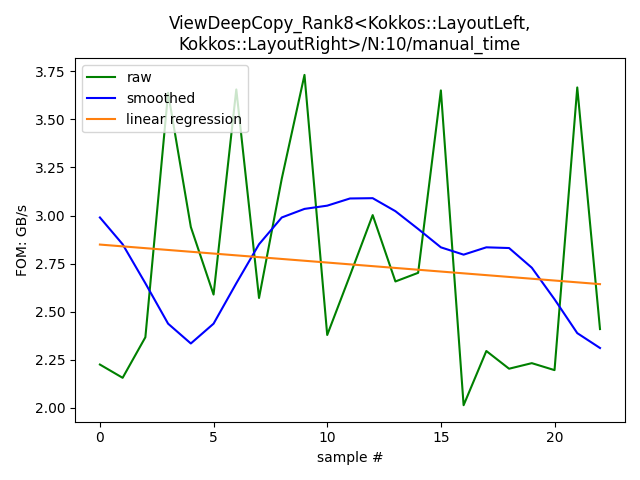 ViewDeepCopy_Rank8<Kokkos::LayoutLeft,
Kokkos::LayoutRight>/N:10/manual_time
raw
smoothed
linear regression
FOM: GB/s
3.75
3.50
3.25
3.00
2.75
2.50
2.25
2.00
0
5
10
15
20
sample #